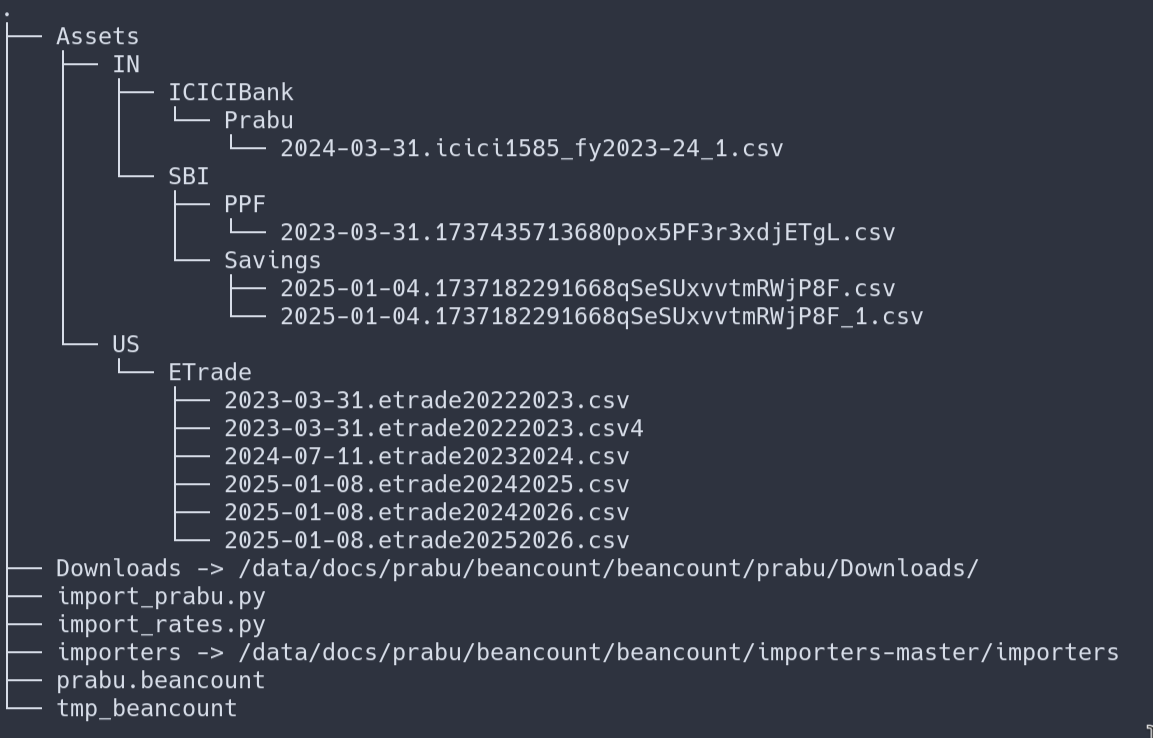 .
├── Assets
│   ├── IN
│   │   ├── ICICIBank
│   │   │   └── Prabu
│   │   │       └── 2024-03-31.icici1585_fy2023-24_1.csv
│   │   └── SBI
│   │       ├── PPF
│   │       │   └── 2023-03-31.1737435713680pox5PF3r3xdjETgL.csv
│   │       └── Savings
│   │           ├── 2025-01-04.1737182291668qSeSUxvvtmRWjP8F.csv
│   │           └── 2025-01-04.1737182291668qSeSUxvvtmRWjP8F_1.csv
│   └── US
│       └── ETrade
│           ├── 2023-03-31.etrade20222023.csv
│           ├── 2023-03-31.etrade20222023.csv4
│           ├── 2024-07-11.etrade20232024.csv
│           ├── 2025-01-08.etrade20242025.csv
│           ├── 2025-01-08.etrade20242026.csv
│           └── 2025-01-08.etrade20252026.csv
├── Downloads -> /data/docs/prabu/beancount/beancount/prabu/Downloads/
├── import_prabu.py
├── import_rates.py
├── importers -> /data/docs/prabu/beancount/beancount/importers-master/importers
├── prabu.beancount
└── tmp_beancount